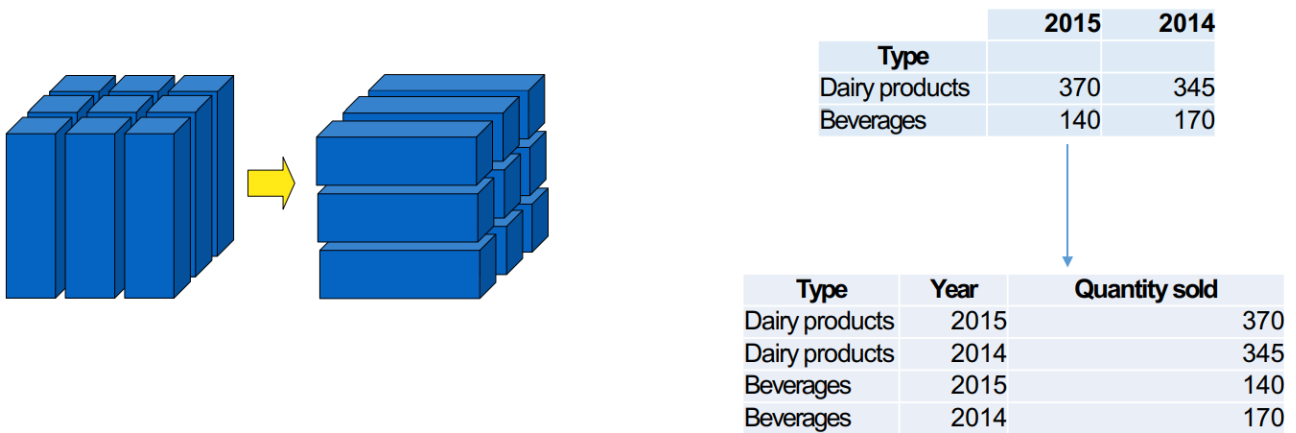 2015 2014
Type
Dairy products 370 345
Beverages 140 170
Type Year Quantity sold
Dairy products 2015 370
Dairy products 2014 345
Beverages 2015 140
Beverages 2014 170